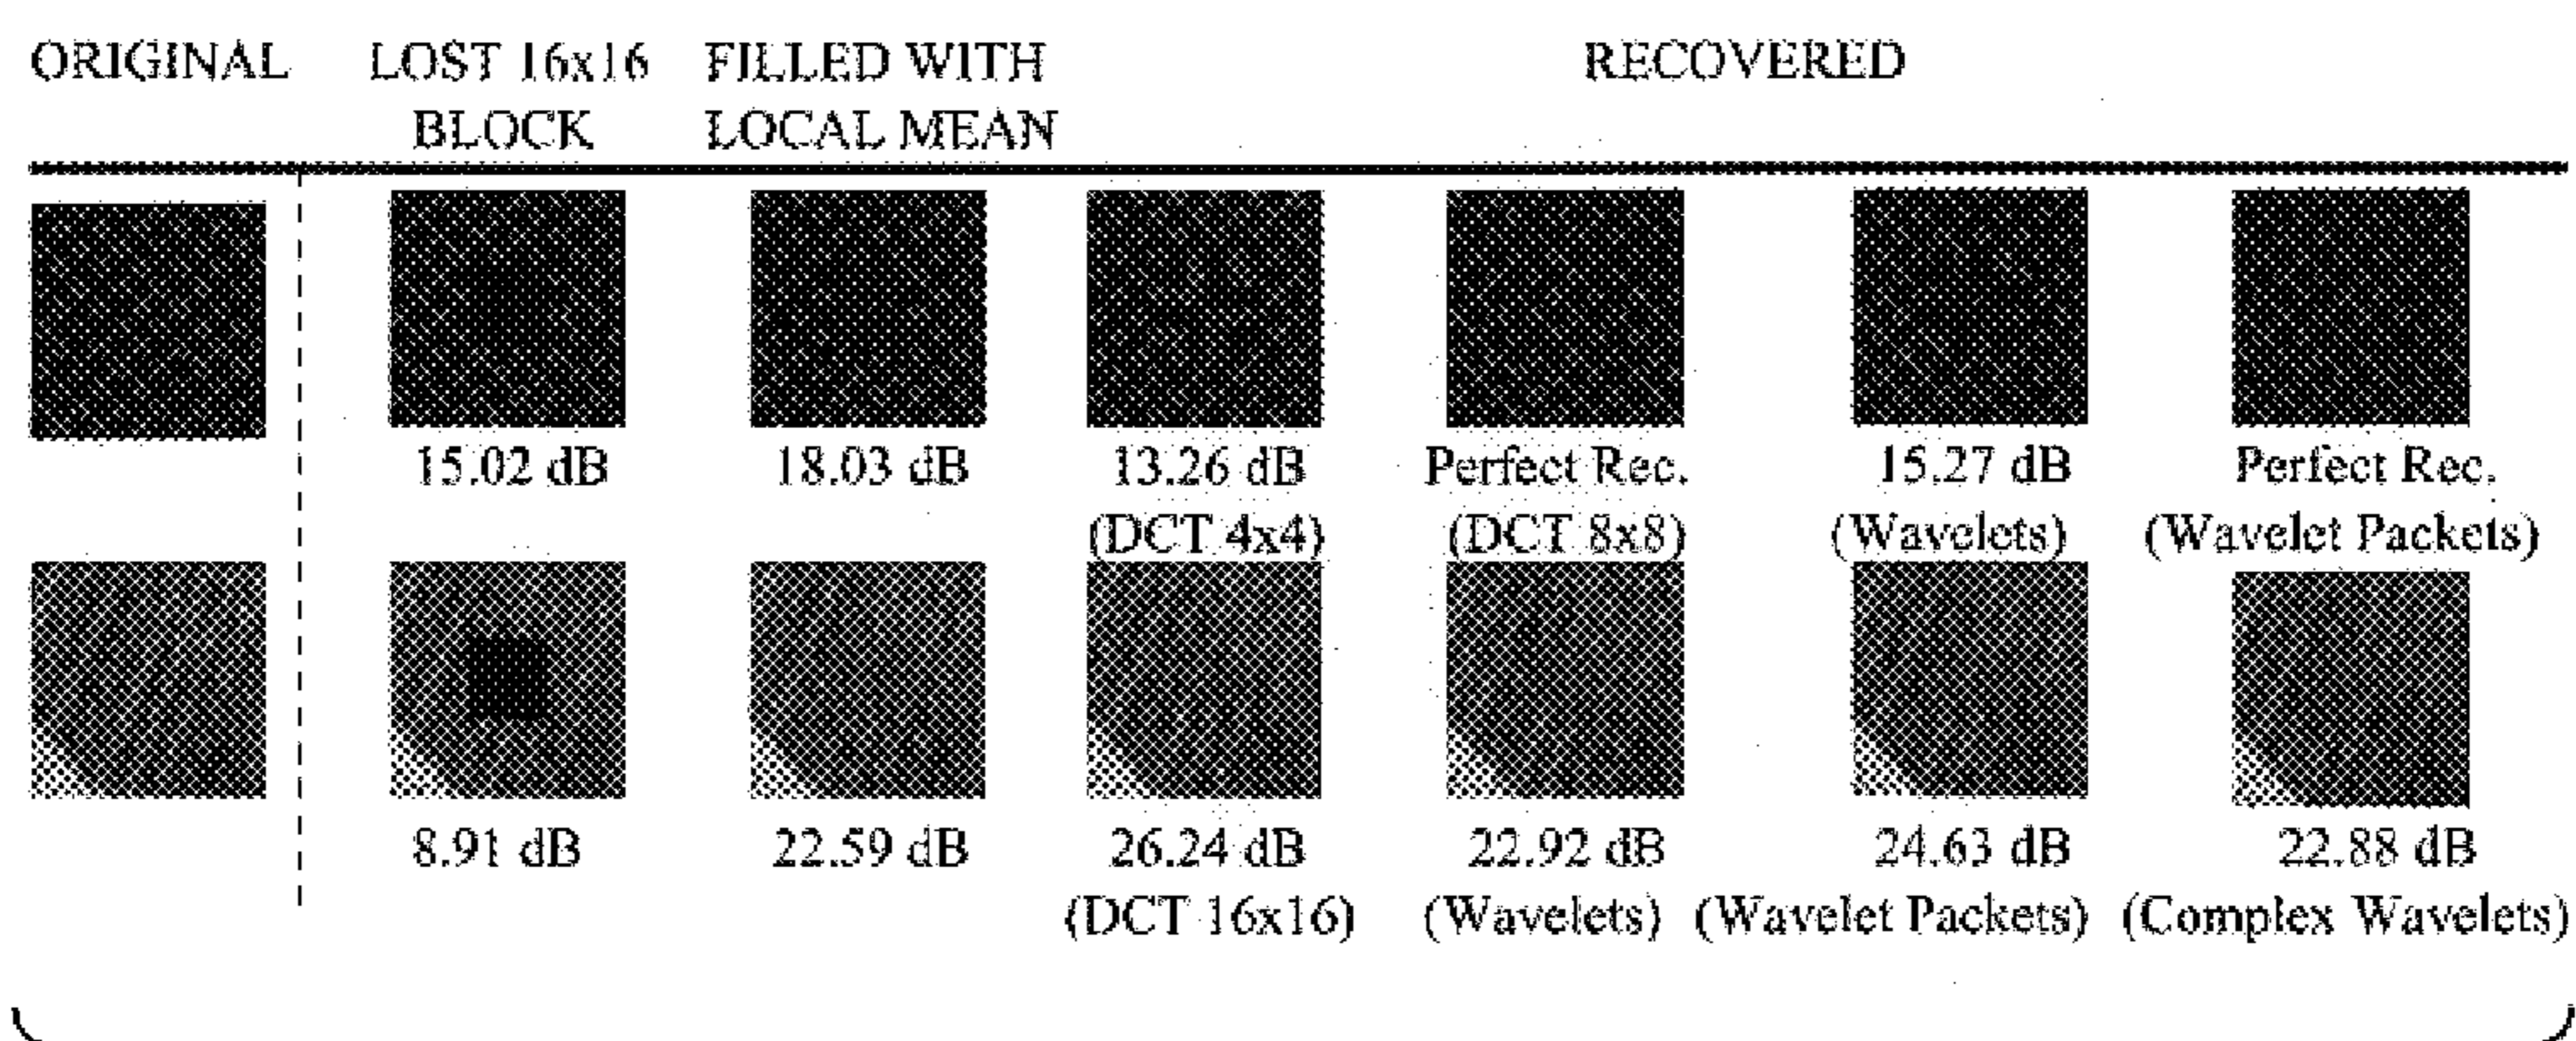 ORIGINAL LOST 16x16 FILLED WITH RECOVERED
BLOCK LOCAL MEAN
15.02 dB 18.03 dB 13.26 dB Perfect Rec. 15.27 dB Perfect Rec.
(DCT 4x4) (DCT 8x8) (Wavelets) (Wavelet Packets)
8.91 dB 22.59 dB 26.24 dB 22.92 dB 24.63 dB 22.88 dB
(DCT 16x16) (Wavelets) (Wavelet Packets) (Complex Wavelets)